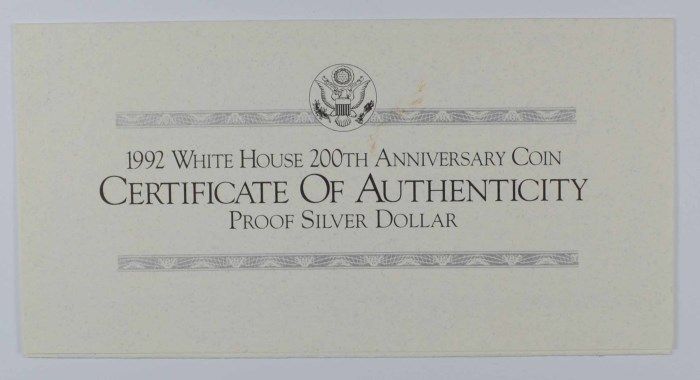 1992 White House 200th Anniversary Coin
Certificate Of Authenticity
Proof Silver Dollar